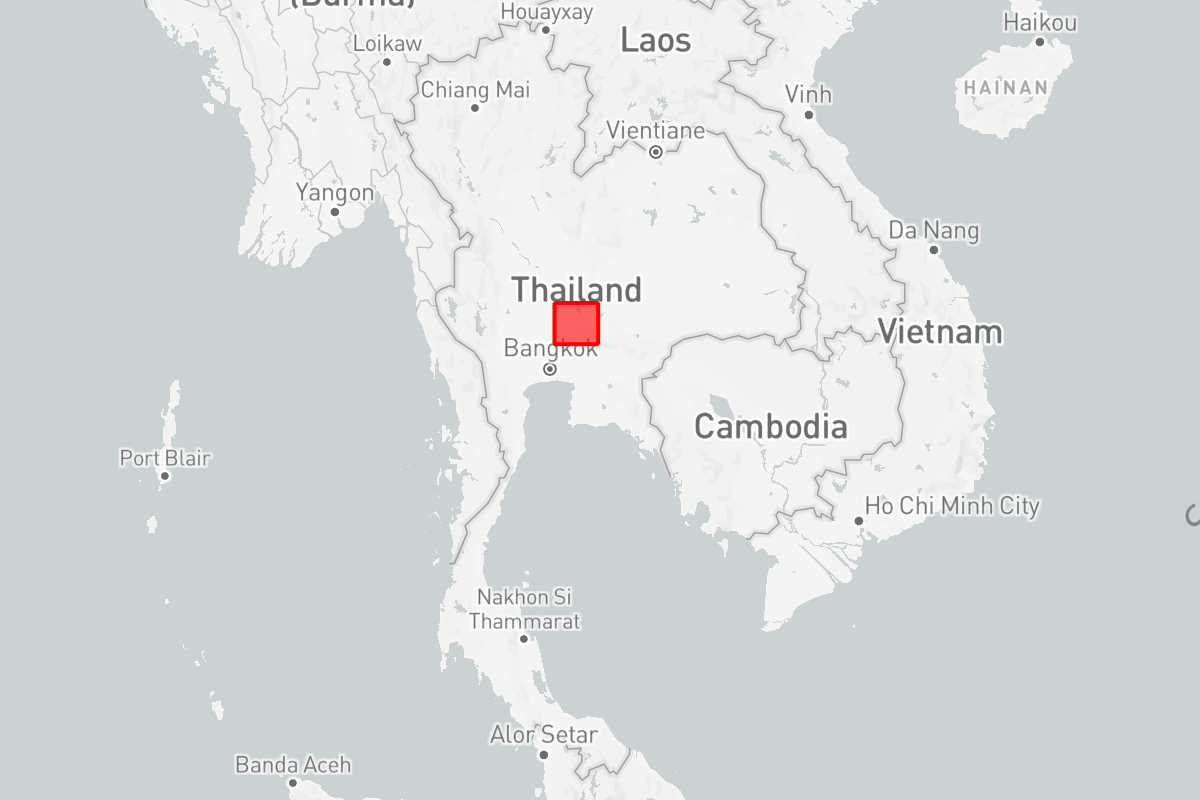 (Burma)
Houayxay
Haikou
Loikaw
Laos
Chiang Mai
Vinh
HAINAN
Vientiane
Yangon
Da Nang
Thailand
Vietnam
Bangkok
Cambodia
Port Blair
Ho Chi Minh City
Nakhon Si
Thammarat
Alor Setar
Banda Aceh